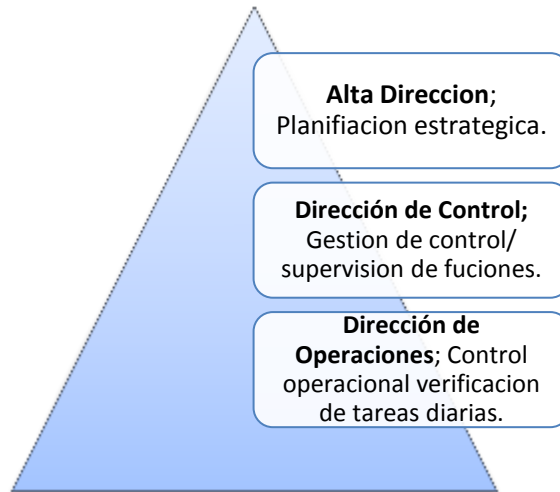 Alta Direccion;
Planifiacion estrategica.
Dirección de Control;
Gestion de control/
supervision de fuciones.
Dirección de
Operaciones; Control
operacional verificacion
de tareas diarias.